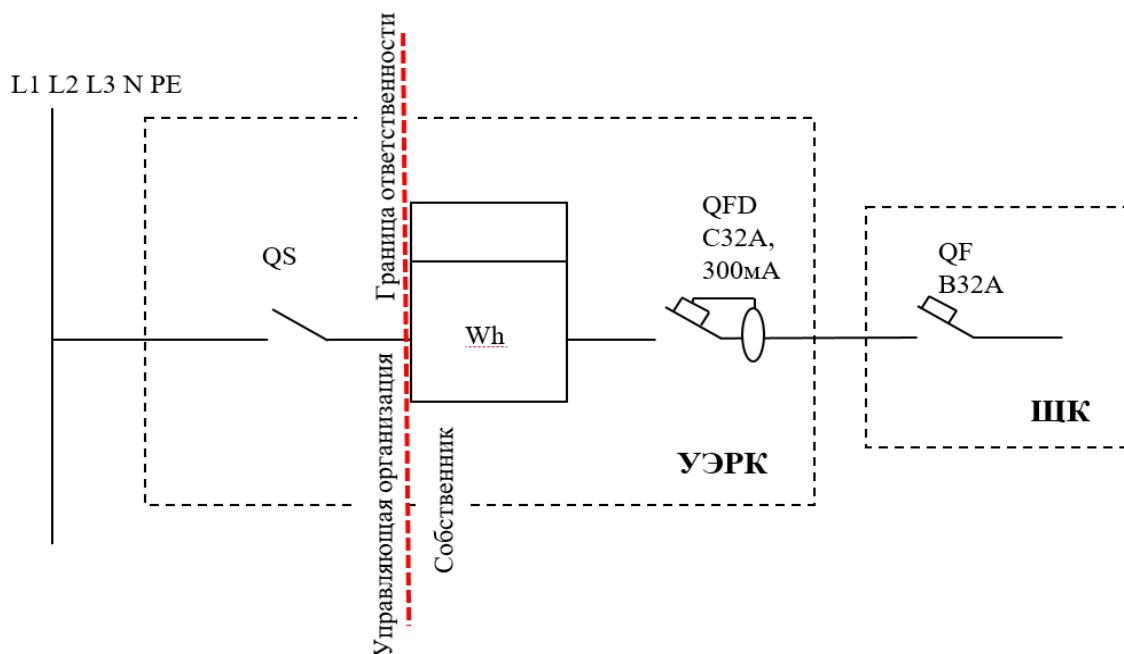 L1 L2 L3 N PE
Граница ответственности
QS
Wh
QFD
C32A,
300мА
QF
B32A
Управляющая организация
Собственник
УЭРК
ЩК